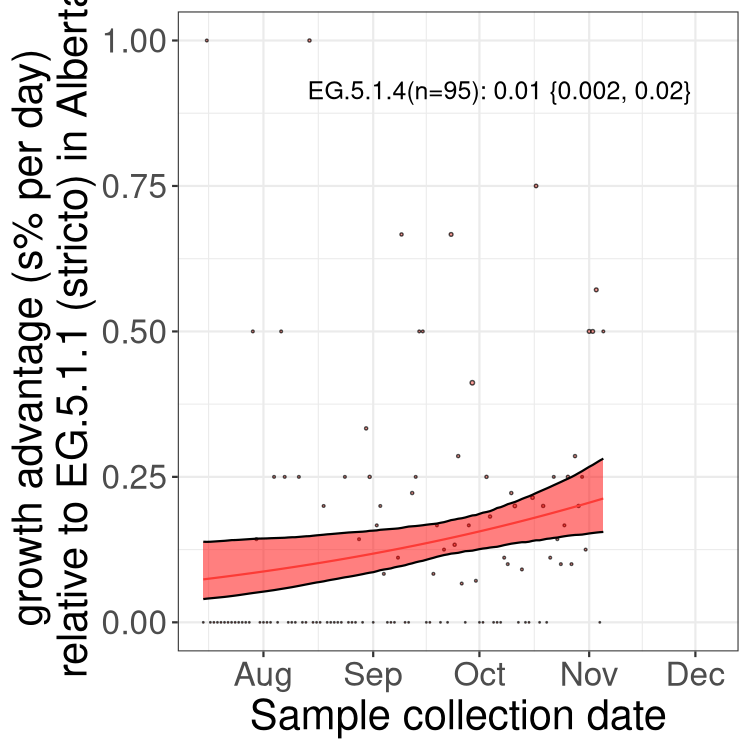 growth advantage (s% per day)
relative to EG.5.1.1 (stricto) in Alberta
1.00
0.75
0.50
0.25
0.00
EG.5.1.4(n=95): 0.01 {0.002, 0.02}
Aug Sep Oct Nov Dec
Sample collection date